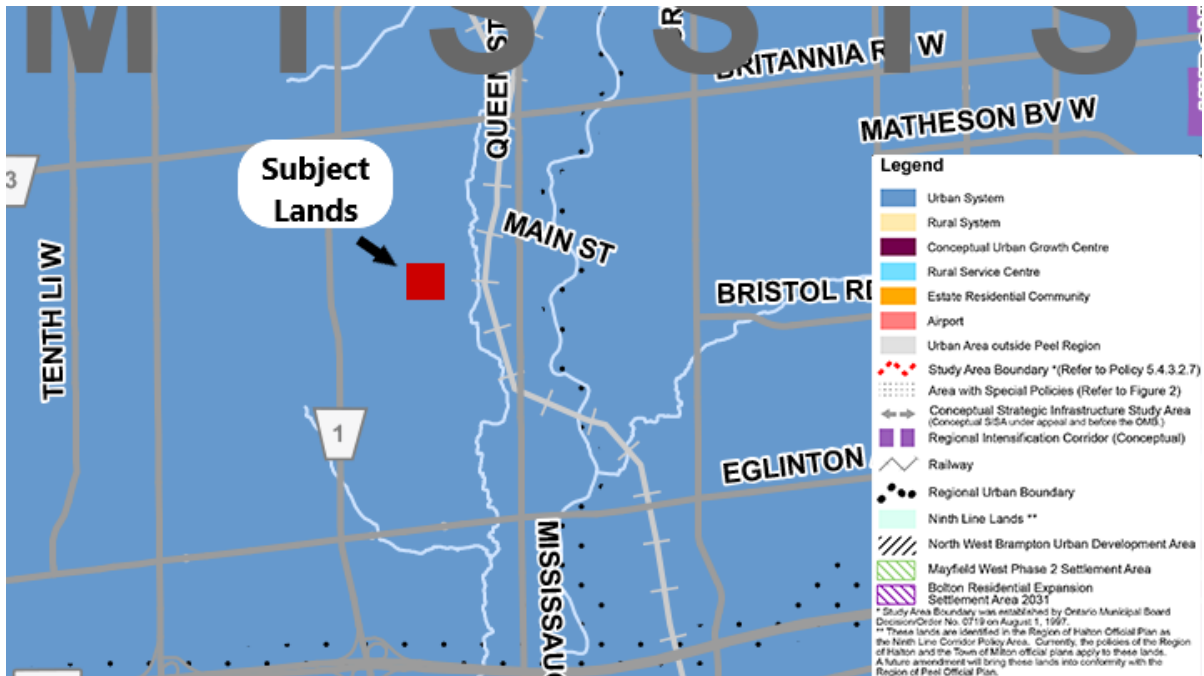 M I S S I S
QUEEN ST
BRITANNIA RD W
MATHESON BV W
3
Subject
Lands
MAIN ST
TENTH LI W
BRISTOL RD
1
EGLINTON
MISSISSAUG
Legend
Urban System
Rural System
Conceptual Urban Growth Centre
Rural Service Centre
Estate Residential Community
Airport
Urban Area outside Peel Region
Study Area Boundary *(Refer to Policy 5.4.3.2.7)
Area with Special Policies (Refer to Figure 2)
Conceptual Strategic Infrastructure Study Area
(Conceptual SISA under appeal and before the OMB.)
Regional Intensification Corridor (Conceptual)
Railway
Regional Urban Boundary
Ninth Line Lands **
North West Brampton Urban Development Area
Mayfield West Phase 2 Settlement Area
Bolton Residential Expansion
Settlement Area 2031
* Study Area Boundary was established by Ontario Municipal Board
Decision/Order No. 0719 on August 1, 1997.
** These lands are identified in the Region of Halton Official Plan as
the Ninth Line Corridor Policy Area. Currently, the policies of the Region
of Halton and the Town of Milton official plans apply to these lands.
A future amendment will bring these lands into conformity with the
Region of Peel Official Plan.